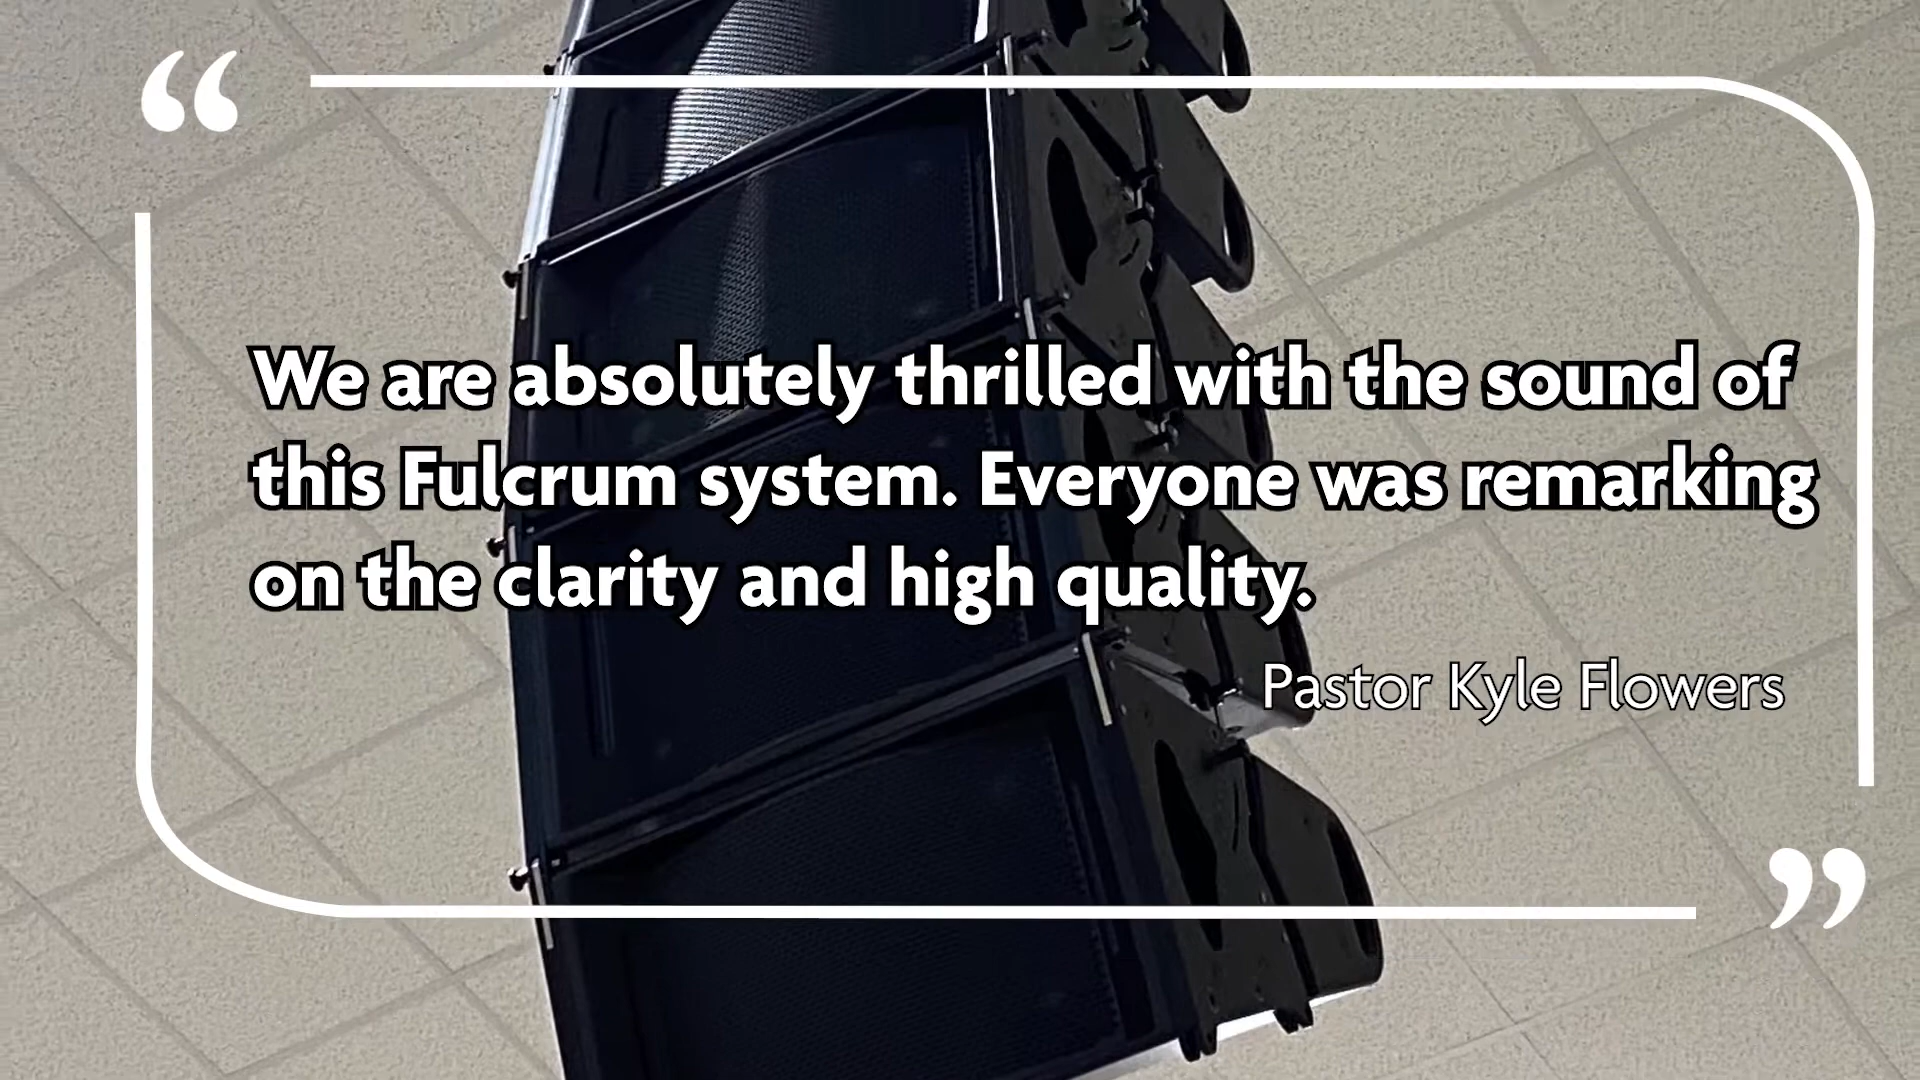 “
We are absolutely thrilled with the sound of
this Fulcrum system. Everyone was remarking
on the clarity and high quality.
Pastor Kyle Flowers
”